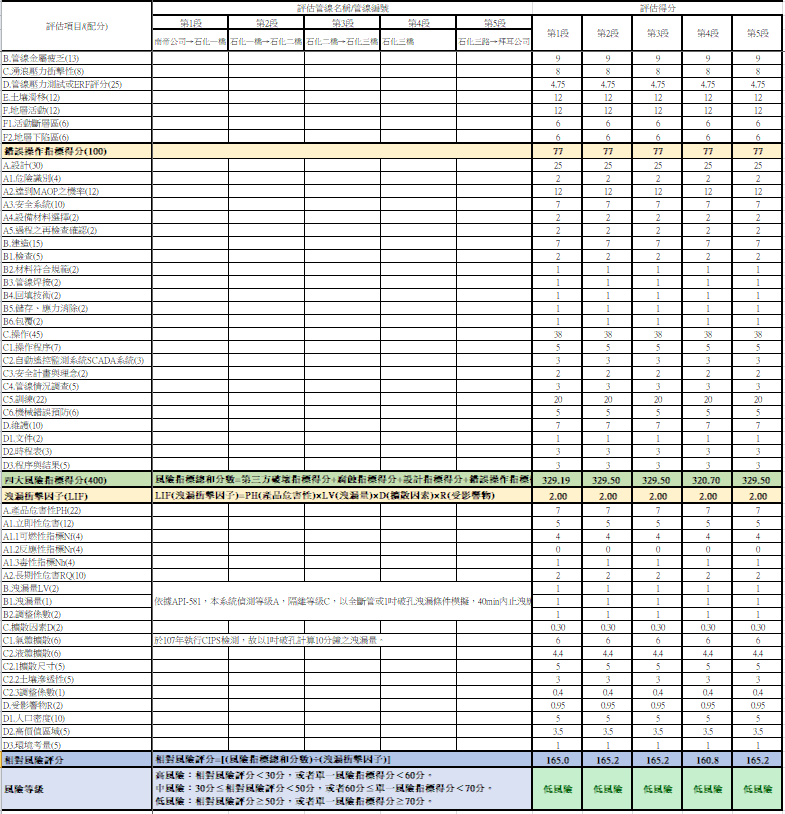 評估項目/(配分) 評估管線名稱/管線編號 評估得分
第1段 第2段 第3段 第4段 第5段 第1段 第2段 第3段 第4段 第5段
南帝公司→石化一橋 石化一橋→石化二橋 石化二橋→石化三橋 石化三橋 石化三路→拜耳公司
B.管線金屬疲乏(13) 9 9 9 9 9
C.湧浪壓力衝擊性(8) 8 8 8 8 8
D.管線壓力測試或ERF評分(25) 4.75 4.75 4.75 4.75 4.75
E.土壤滑移(12) 12 12 12 12 12
F.地層活動(12) 12 12 12 12 12
F1.活動斷層區(6) 6 6 6 6 6
F2.地層下陷區(6) 6 6 6 6 6
錯誤操作指標得分(100) 77 77 77 77 77
A.設計(30) 25 25 25 25 25
A1.危險識別(4) 2 2 2 2 2
A2.達到MAOP之機率(12) 12 12 12 12 12
A3.安全系統(10) 7 7 7 7 7
A4.設備材料選擇(2) 2 2 2 2 2
A5.過程之再檢查確認(2) 2 2 2 2 2
B.建造(15) 7 7 7 7 7
B1.檢查(5) 2 2 2 2 2
B2.材料符合規範(2) 1 1 1 1 1
B3.管線焊接(2) 1 1 1 1 1
B4.回填技術(2) 1 1 1 1 1
B5.儲存、應力消除(2) 1 1 1 1 1
B6.包覆(2) 1 1 1 1 1
C.操作(45) 38 38 38 38 38
C1.操作程序(7) 5 5 5 5 5
C2.自動遙控監測系統SCADA系統(3) 3 3 3 3 3
C3.安全計畫與理念(2) 2 2 2 2 2
C4.管線情況調查(5) 3 3 3 3 3
C5.訓練(22) 20 20 20 20 20
C6.機械錯誤預防(6) 5 5 5 5 5
D.維護(10) 7 7 7 7 7
D1.文件(2) 1 1 1 1 1
D2.時程表(3) 3 3 3 3 3
D3.程序與結果(5) 3 3 3 3 3
四大風險指標得分(400) 風險指標總和分數=第三方破壞指標得分+腐蝕指標得分+設計指標得分+錯誤操作指標 329.19 329.50 329.50 320.70 329.50
洩漏衝擊因子(LIF) LIF(洩漏衝擊因子)=PH(產品危害性)×LV(洩漏量)×D(擴散因素)×R(受影響物) 2.00 2.00 2.00 2.00 2.00
A.產品危害性PH(22) 7 7 7 7 7
A1.立即性危害(12) 5 5 5 5 5
A1.1可燃性指標Nf(4) 4 4 4 4 4
A1.2反應性指標Nr(4) 0 0 0 0 0
A1.3毒性指標Nh(4) 1 1 1 1 1
A2.長期性危害RQ(10) 2 2 2 2 2
B.洩漏量LV(2) 1 1 1 1 1
B1.洩漏量(1) 依據API-581，本系統偵測等級A，隔離等級C，以全斷管或1吋破孔洩漏條件模擬，40min內止洩 1 1 1 1 1
B2.調整係數(2) 1 1 1 1 1
C.擴散因素D(2) 0.30 0.30 0.30 0.30 0.30
C1.氣體擴散(6) 於107年執行CIPS檢測，故以1吋破孔計算10分鐘之洩漏量。 6 6 6 6 6
C2.液體擴散(6) 4.4 4.4 4.4 4.4 4.4
C2.1擴散尺寸(5) 5 5 5 5 5
C2.2土壤滲透性(5) 3 3 3 3 3
C2.3調整係數(1) 0.4 0.4 0.4 0.4 0.4
D.受影響物R(2) 0.95 0.95 0.95 0.95 0.95
D1.人口密度(10) 5 5 5 5 5
D2.高價值區域(5) 3.5 3.5 3.5 3.5 3.5
D3.環境考量(5) 1 1 1 1 1
相對風險評分 相對風險評分=[(風險指標總和分數)÷(洩漏衝擊因子)] 165.0 165.2 165.2 160.8 165.2
高風險：相對風險評分＜30分，或者單一風險指標得分＜60分。
風險等級 中風險：30分≦相對風險評分＜50分，或者60分≦單一風險指標得分＜70分。 低風險 低風險 低風險 低風險 低風險
低風險：相對風險評分≧50分，或者單一風險指標得分≧70分。